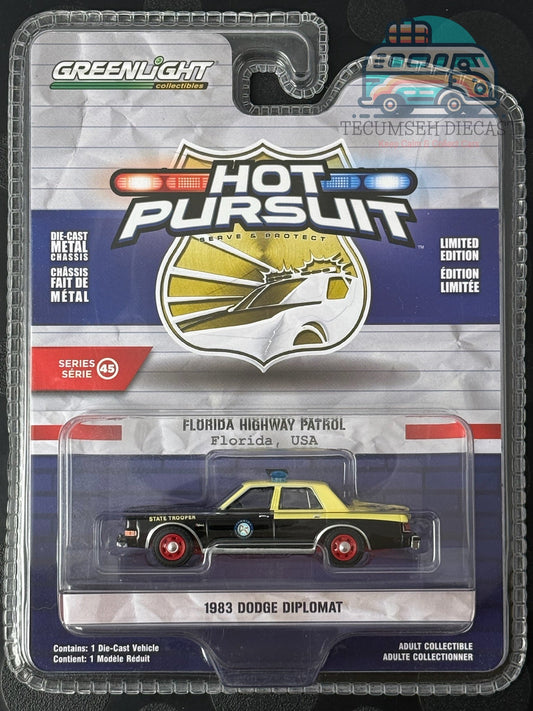 GREENLIGHT
collectibles
TECUMSEH DIECAST
HOT
PURSUIT
SERVE & PROTECT
™
DIE-CAST
METAL
CHASSIS
CHÂSSIS
FAIT DE
MÉTAL
LIMITED
EDITION
ÉDITION
LIMITÉE
SERIES
SÉRIE
45
FLORIDA HIGHWAY PATROL
Florida, USA
STATE TROOPER
1983 DODGE DIPLOMAT
Contains: 1 Die-Cast Vehicle
Contient: 1 Modèle Réduit
ADULT COLLECTIBLE
ADULTE COLLECTIONNER